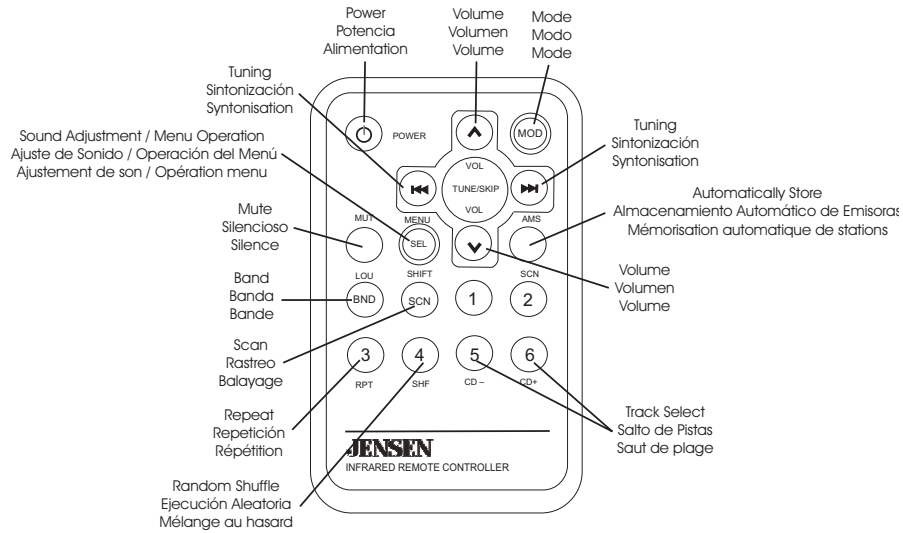 Power
Potencia
Alimentation
Volume
Volumen
Volume
Mode
Modo
Mode
Tuning
Sintonización
Syntonisation
Sound Adjustment / Menu Operation
Ajuste de Sonido / Operación del Menú
Ajustement de son / Opération menu
Mute
Silencioso
Silence
Band
Banda
Bande
Scan
Rastreo
Balayage
Repeat
Repetición
Répétition
Random Shuffle
Ejecución Aleatoria
Mélange au hasard
POWER
MOD
VOL
TUNE/SKIP
VOL
MUT
MENU
AMS
SEL
LOU
SHIFT
SCN
BND
SCN
1
2
3
4
5
6
RPT
SHF
CD –
CD+
JENSEN
INFRARED REMOTE CONTROLLER
Tuning
Sintonización
Syntonisation
Automatically Store
Almacenamiento Automático de Emisoras
Mémorisation automatique de stations
Volume
Volumen
Volume
Track Select
Salto de Pistas
Saut de plage